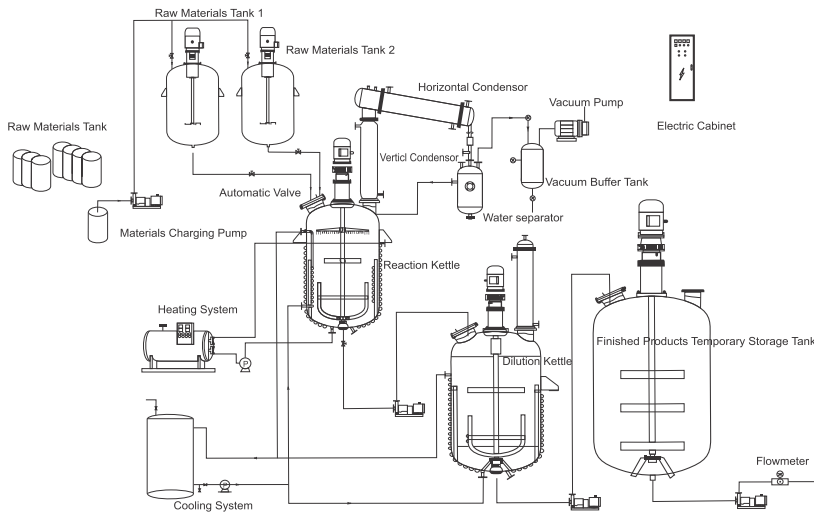 Raw Materials Tank 1
Raw Materials Tank 2
Horizontal Condensor
Vacuum Pump
Electric Cabinet
Raw Materials Tank
Verticl Condensor
Vacuum Buffer Tank
Automatic Valve
Water separator
Materials Charging Pump
Reaction Kettle
Heating System
Finished Products Temporary Storage Tank
Dilution Kettle
P
Flowmeter
P
Cooling System